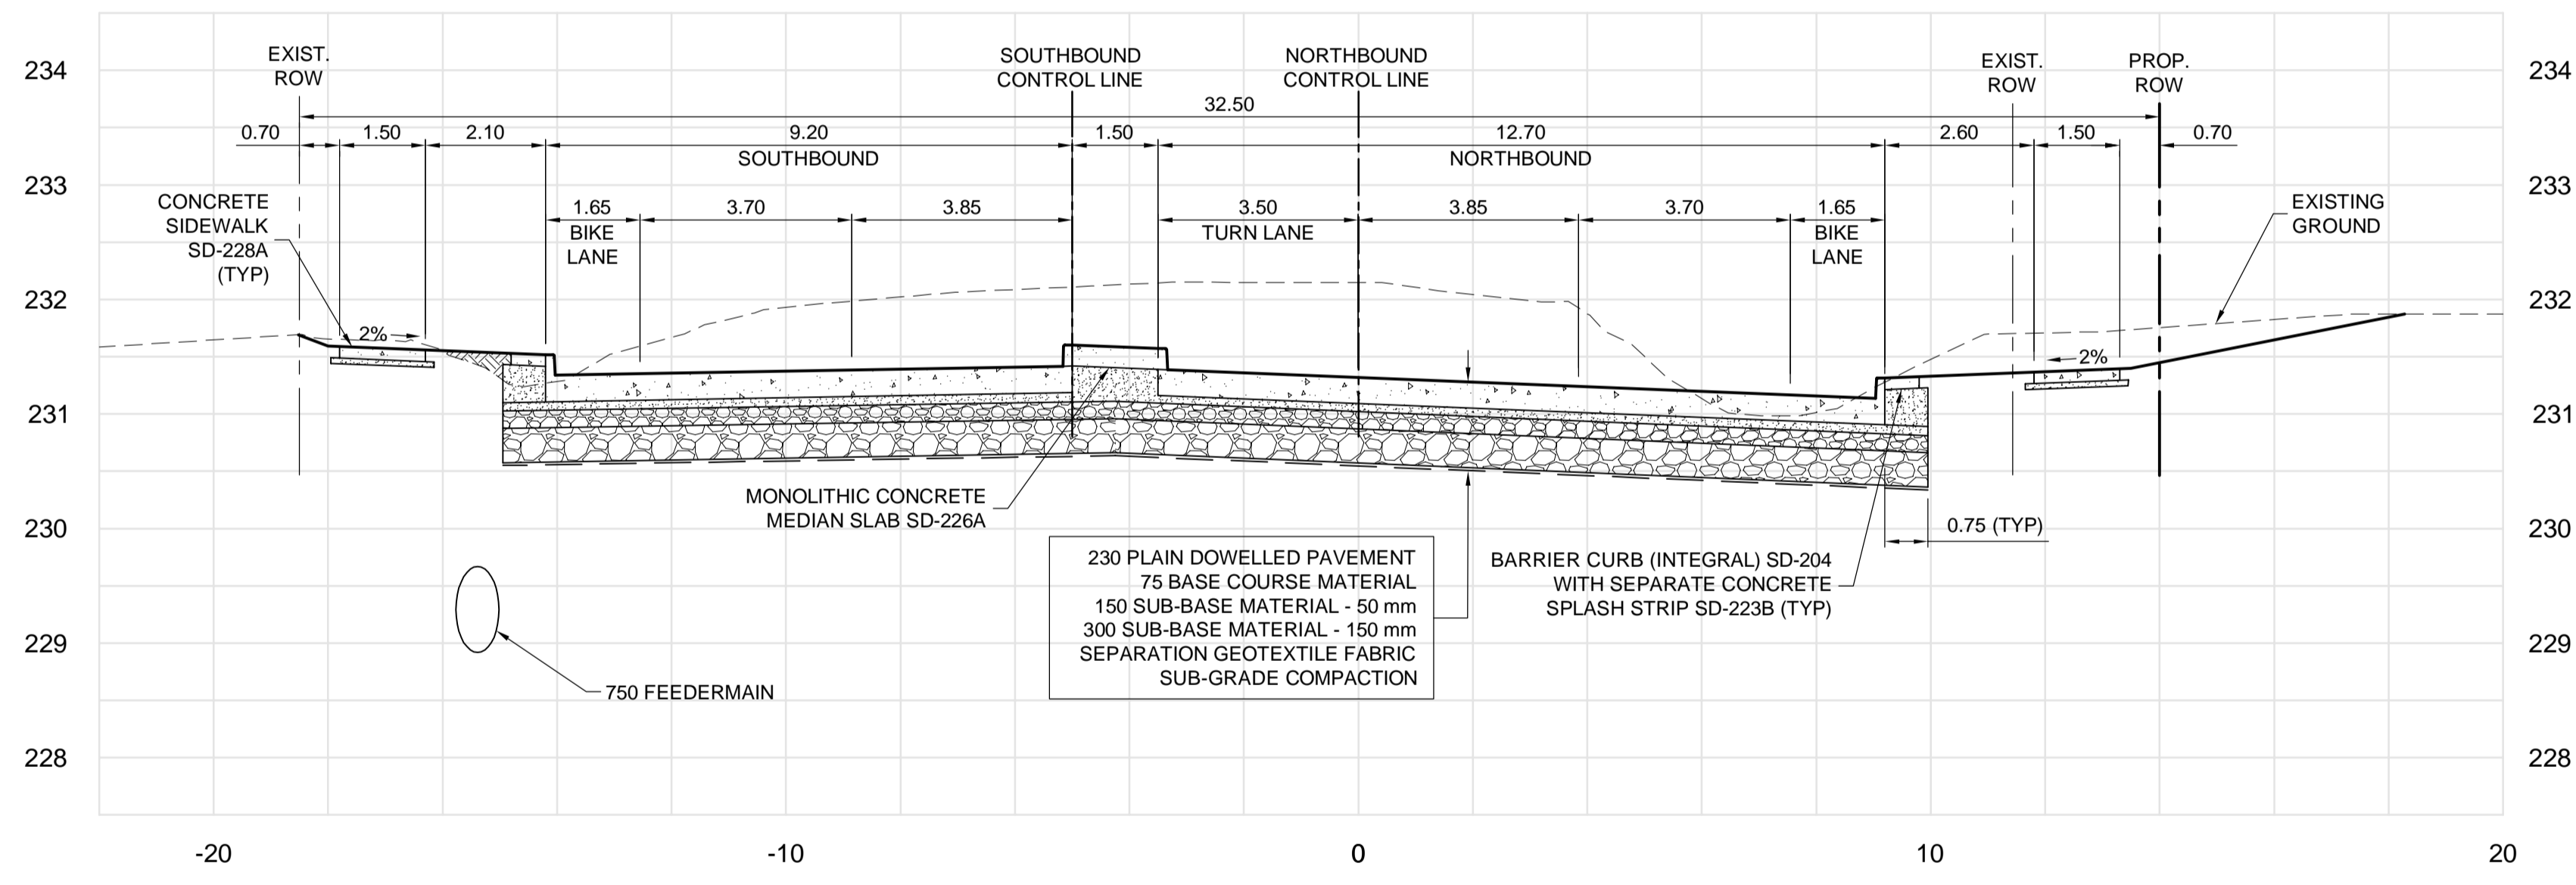 EXIST.
ROW
SOUTHBOUND
CONTROL LINE
NORTHBOUND
CONTROL LINE
EXIST.
ROW
PROP.
ROW
234
234
32.50
0.70
1.50
2.10
9.20
1.50
12.70
2.60
1.50
0.70
SOUTHBOUND
NORTHBOUND
233
233
CONCRETE
SIDEWALK
SD-228A
(TYP)
1.65
3.70
3.85
3.50
3.85
3.70
1.65
BIKE
LANE
TURN LANE
BIKE
LANE
EXISTING
GROUND
232
232
2%
2%
231
231
MONOLITHIC CONCRETE
MEDIAN SLAB SD-226A
230
230
0.75 (TYP)
230 PLAIN DOWELLED PAVEMENT
75 BASE COURSE MATERIAL
150 SUB-BASE MATERIAL - 50 mm
300 SUB-BASE MATERIAL - 150 mm
SEPARATION GEOTEXTILE FABRIC
SUB-GRADE COMPACTION
BARRIER CURB (INTEGRAL) SD-204
WITH SEPARATE CONCRETE
SPLASH STRIP SD-223B (TYP)
229
229
750 FEEDERMAIN
228
228
-20
-10
0
10
20